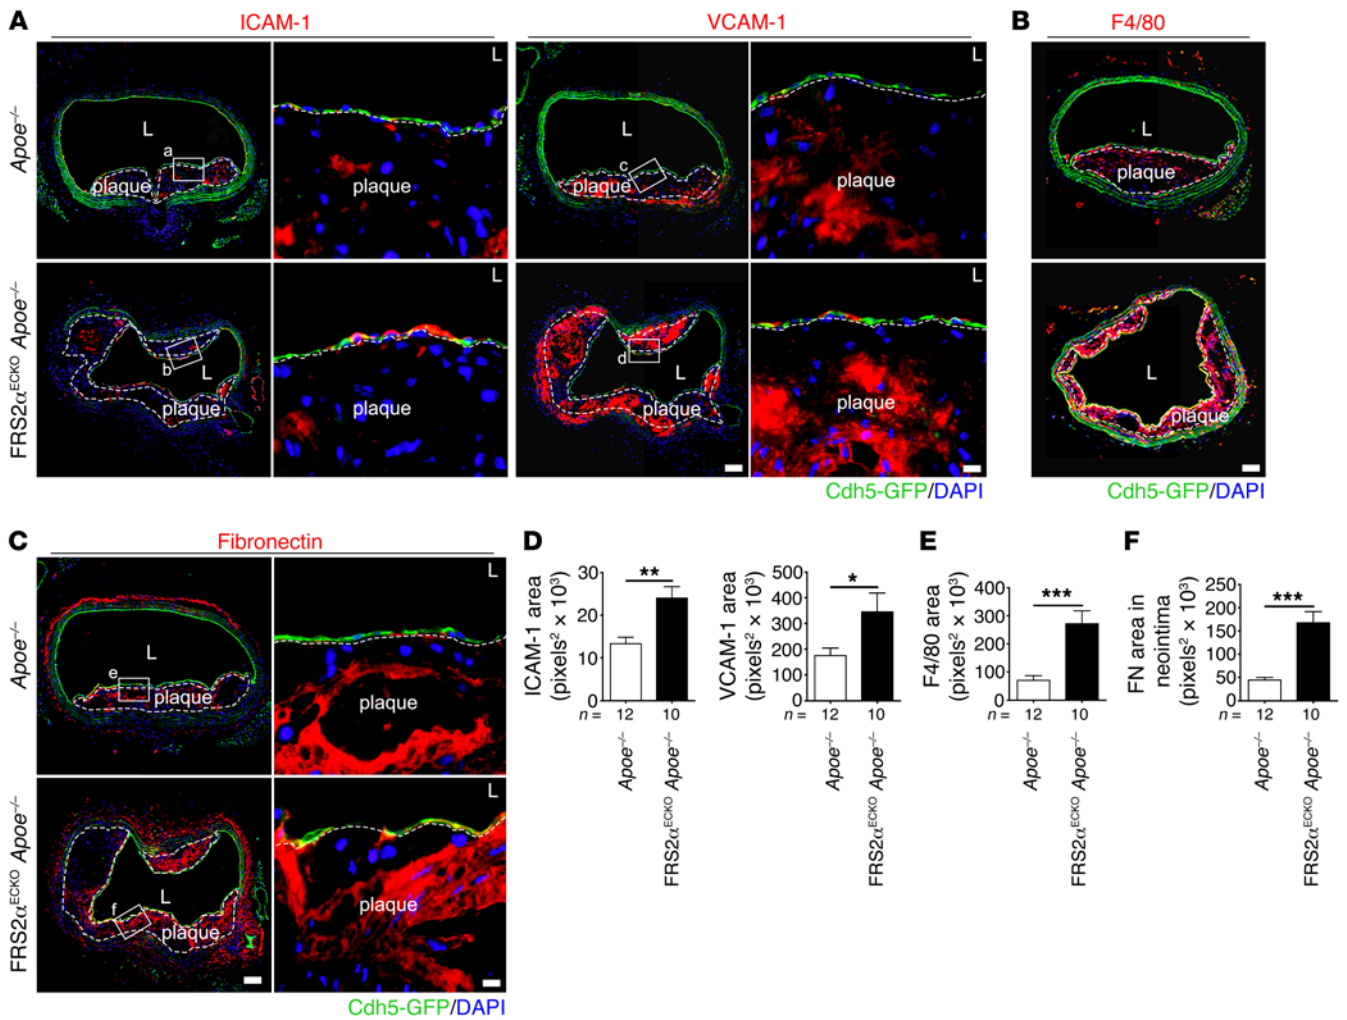 A ICAM-1 VCAM-1
Apoe–/–
L
a
plaque
L
plaque
L
c
plaque
L
plaque
FRS2αECKO Apoe–/–
b
L
plaque
L
plaque
d
L
plaque
L
plaque
Cdh5-GFP/DAPI
B F4/80
L
plaque
L
plaque
Cdh5-GFP/DAPI
C Fibronectin
Apoe–/–
L
e
plaque
L
plaque
FRS2αECKO Apoe–/–
L
f
plaque
L
plaque
Cdh5-GFP/DAPI
D
ICAM-1 area
(pixels2 × 103)
30
20
10
0
**
n = 12 10
Apoe–/–
FRS2αECKO Apoe–/–
VCAM-1 area
(pixels2 × 103)
500
400
300
200
100
0
*
n = 12 10
Apoe–/–
FRS2αECKO Apoe–/–
E
F4/80 area
(pixels2 × 103)
400
300
200
100
0
***
n = 12 10
Apoe–/–
FRS2αECKO Apoe–/–
F
FN area in
neointima
(pixels2 × 103)
250
200
150
100
50
0
***
n = 12 10
Apoe–/–
FRS2αECKO Apoe–/–